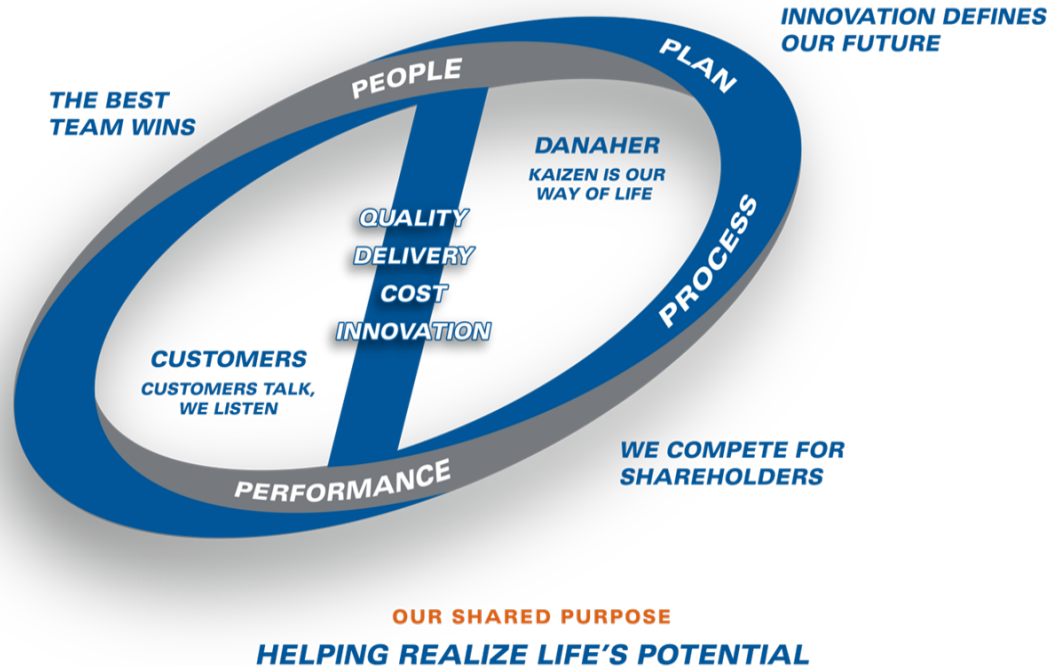 INNOVATION DEFINES
OUR FUTURE
PLAN
PEOPLE
THE BEST
TEAM WINS
DANAHER
KAIZEN IS OUR
WAY OF LIFE
QUALITY
DELIVERY
COST
INNOVATION
PROCESS
CUSTOMERS
CUSTOMERS TALK,
WE LISTEN
WE COMPETE FOR
SHAREHOLDERS
PERFORMANCE
OUR SHARED PURPOSE
HELPING REALIZE LIFE'S POTENTIAL